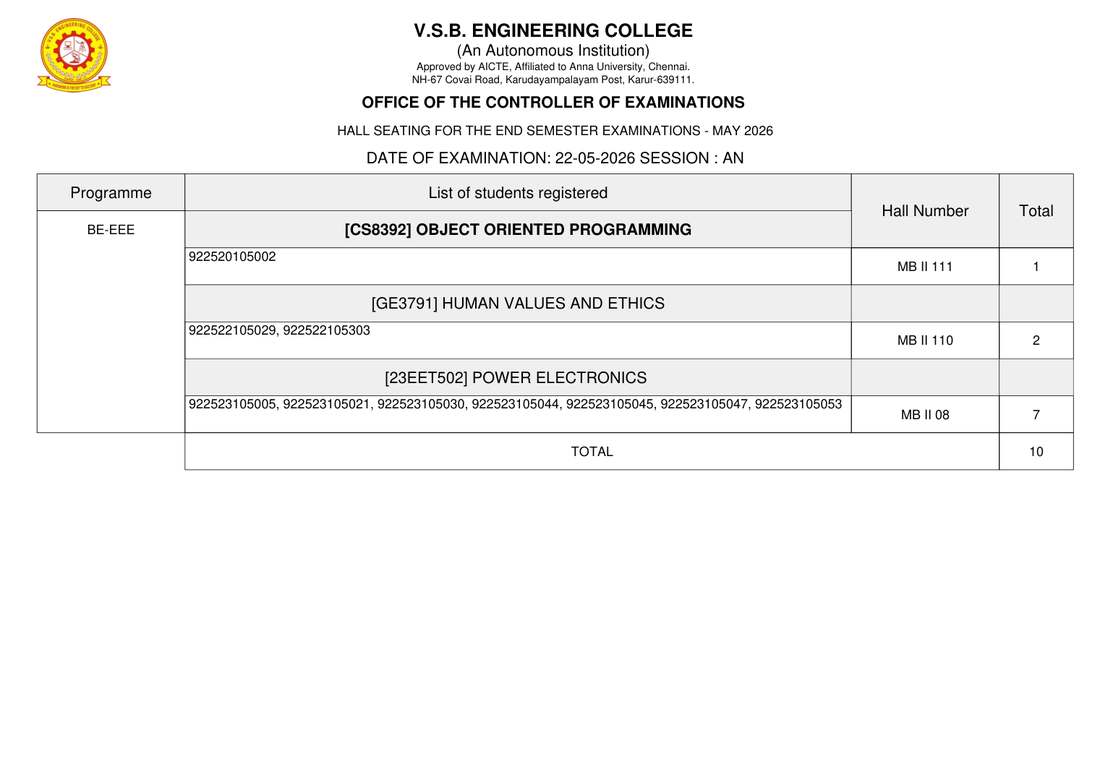 V.S.B. ENGINEERING COLLEGE
(An Autonomous Institution)
Approved by AICTE, Affiliated to Anna University, Chennai.
NH-67 Covai Road, Karudayampalayam Post, Karur-639111.
OFFICE OF THE CONTROLLER OF EXAMINATIONS
HALL SEATING FOR THE END SEMESTER EXAMINATIONS - MAY 2026
DATE OF EXAMINATION: 22-05-2026 SESSION : AN
Programme List of students registered Hall Number Total
BE-EEE [CS8392] OBJECT ORIENTED PROGRAMMING
922520105002 MB II 111 1
[GE3791] HUMAN VALUES AND ETHICS
922522105029, 922522105303 MB II 110 2
[23EET502] POWER ELECTRONICS
922523105005, 922523105021, 922523105030, 922523105044, 922523105045, 922523105047, 922523105053 MB II 08 7
TOTAL 10